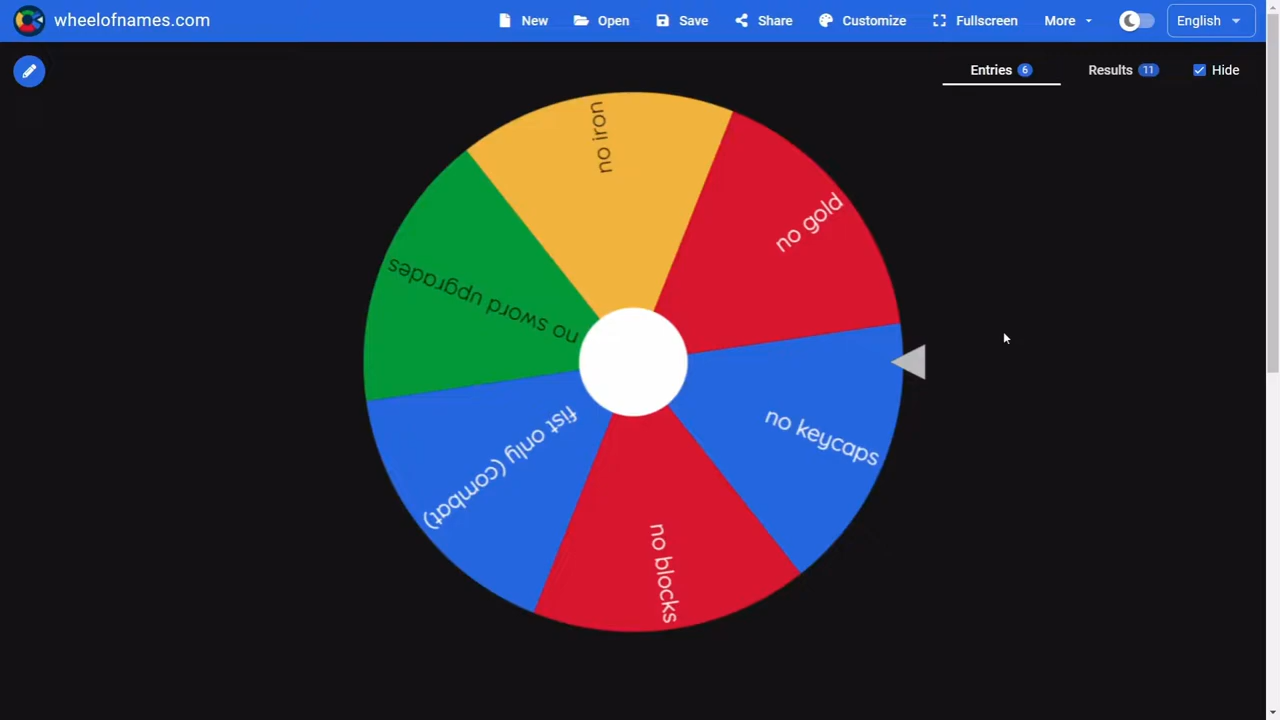 wheelofnames.com
New
Open
Save
Share
Customize
Fullscreen
More
English
Entries 6
Results 11
Hide
no iron
no gold
no sword upgrades
no keycaps
fist only (combat)
no blocks